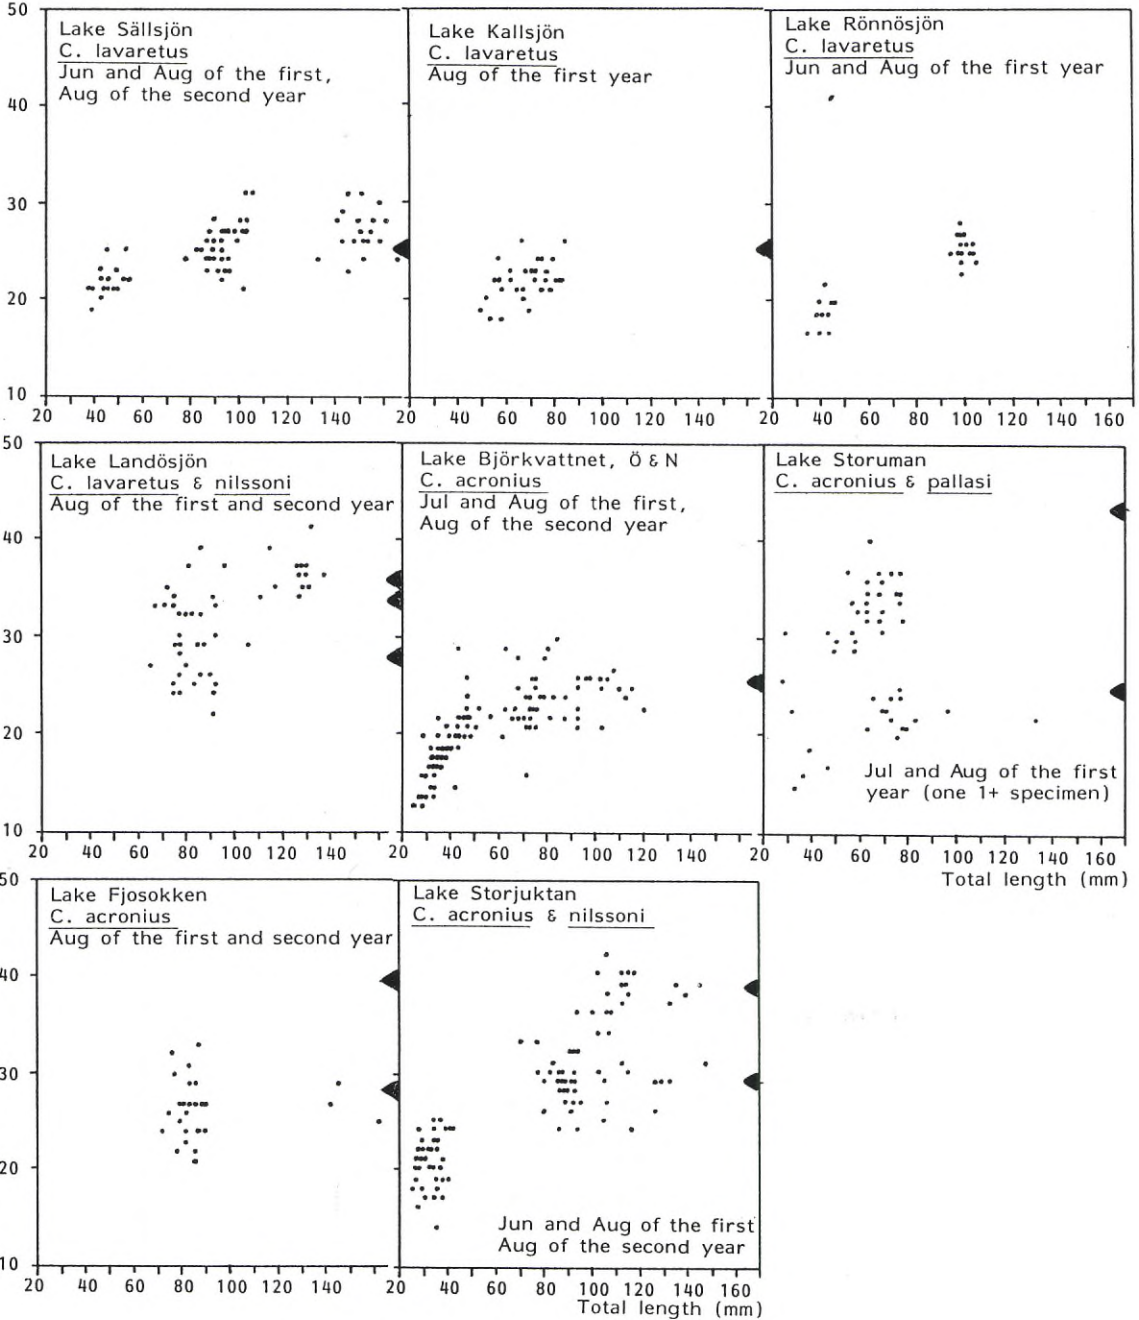 50
40
30
20
10
Lake Sällsjön
C. lavaretus
Jun and Aug of the first,
Aug of the second year
20 40 60 80 100 120 140
Lake Kallsjön
C. lavaretus
Aug of the first year
20 40 60 80 100 120 140
Lake Rönnösjön
C. lavaretus
Jun and Aug of the first year
20 40 60 80 100 120 140 160
50
40
30
20
10
Lake Landösjön
C. lavaretus & nilssoni
Aug of the first and second year
20 40 60 80 100 120 140
Lake Björkvattnet, Ö & N
C. acronius
Jul and Aug of the first,
Aug of the second year
20 40 60 80 100 120 140
Lake Storuman
C. acronius & pallasi
Jul and Aug of the first
year (one 1+ specimen)
20 40 60 80 100 120 140 160
Total length (mm)
50
40
30
20
10
Lake Fjosokken
C. acronius
Aug of the first and second year
20 40 60 80 100 120 140
Lake Storjuktan
C. acronius & nilssoni
Jun and Aug of the first
Aug of the second year
20 40 60 80 100 120 140 160
Total length (mm)